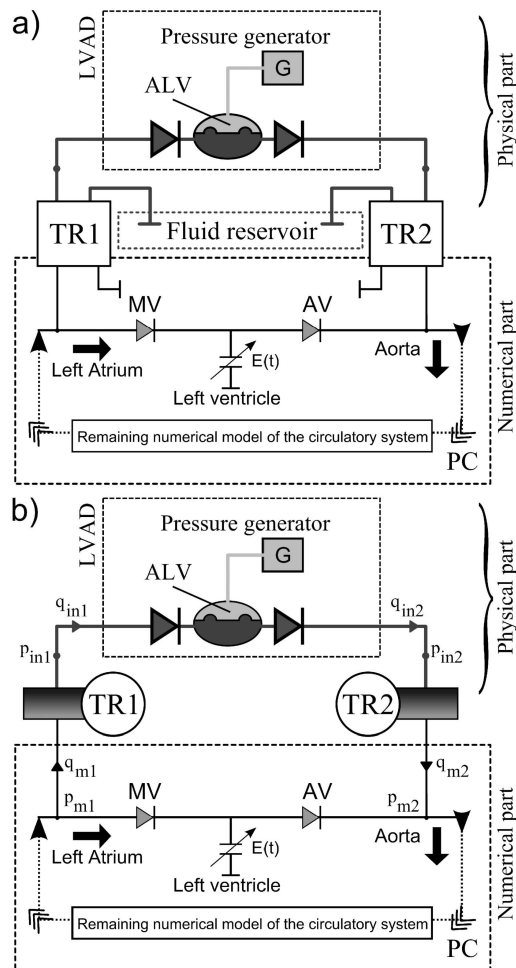 a)
LVAD
Pressure generator
G
ALV
Physical part
TR1
Fluid reservoir
TR2
MV
AV
E(t)
Left Atrium
Left ventricle
Aorta
Remaining numerical model of the circulatory system
PC
Numerical part
b)
LVAD
Pressure generator
G
ALV
Physical part
q_in1
q_in2
p_in1
p_in2
TR1
TR2
q_m1
q_m2
p_m1
MV
AV
p_m2
E(t)
Left Atrium
Left ventricle
Aorta
Remaining numerical model of the circulatory system
PC
Numerical part